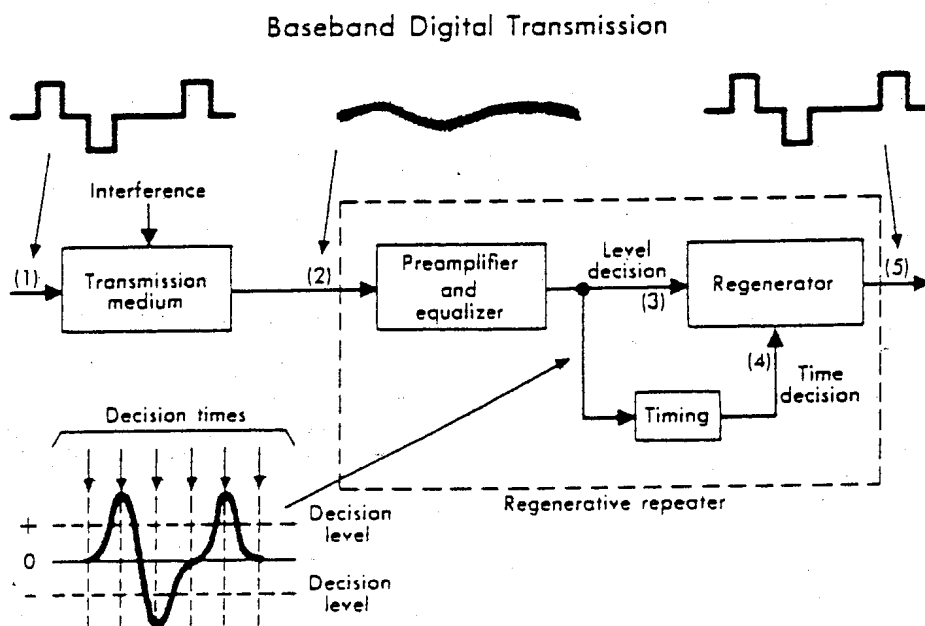 Baseband Digital Transmission
Interference
(1)
Transmission
medium
(2)
Preamplifier
and
equalizer
Level
decision
(3)
Regenerator
(5)
(4)
Time
decision
Timing
Regenerative repeater
Decision times
+
Decision
level
0
-
Decision
level